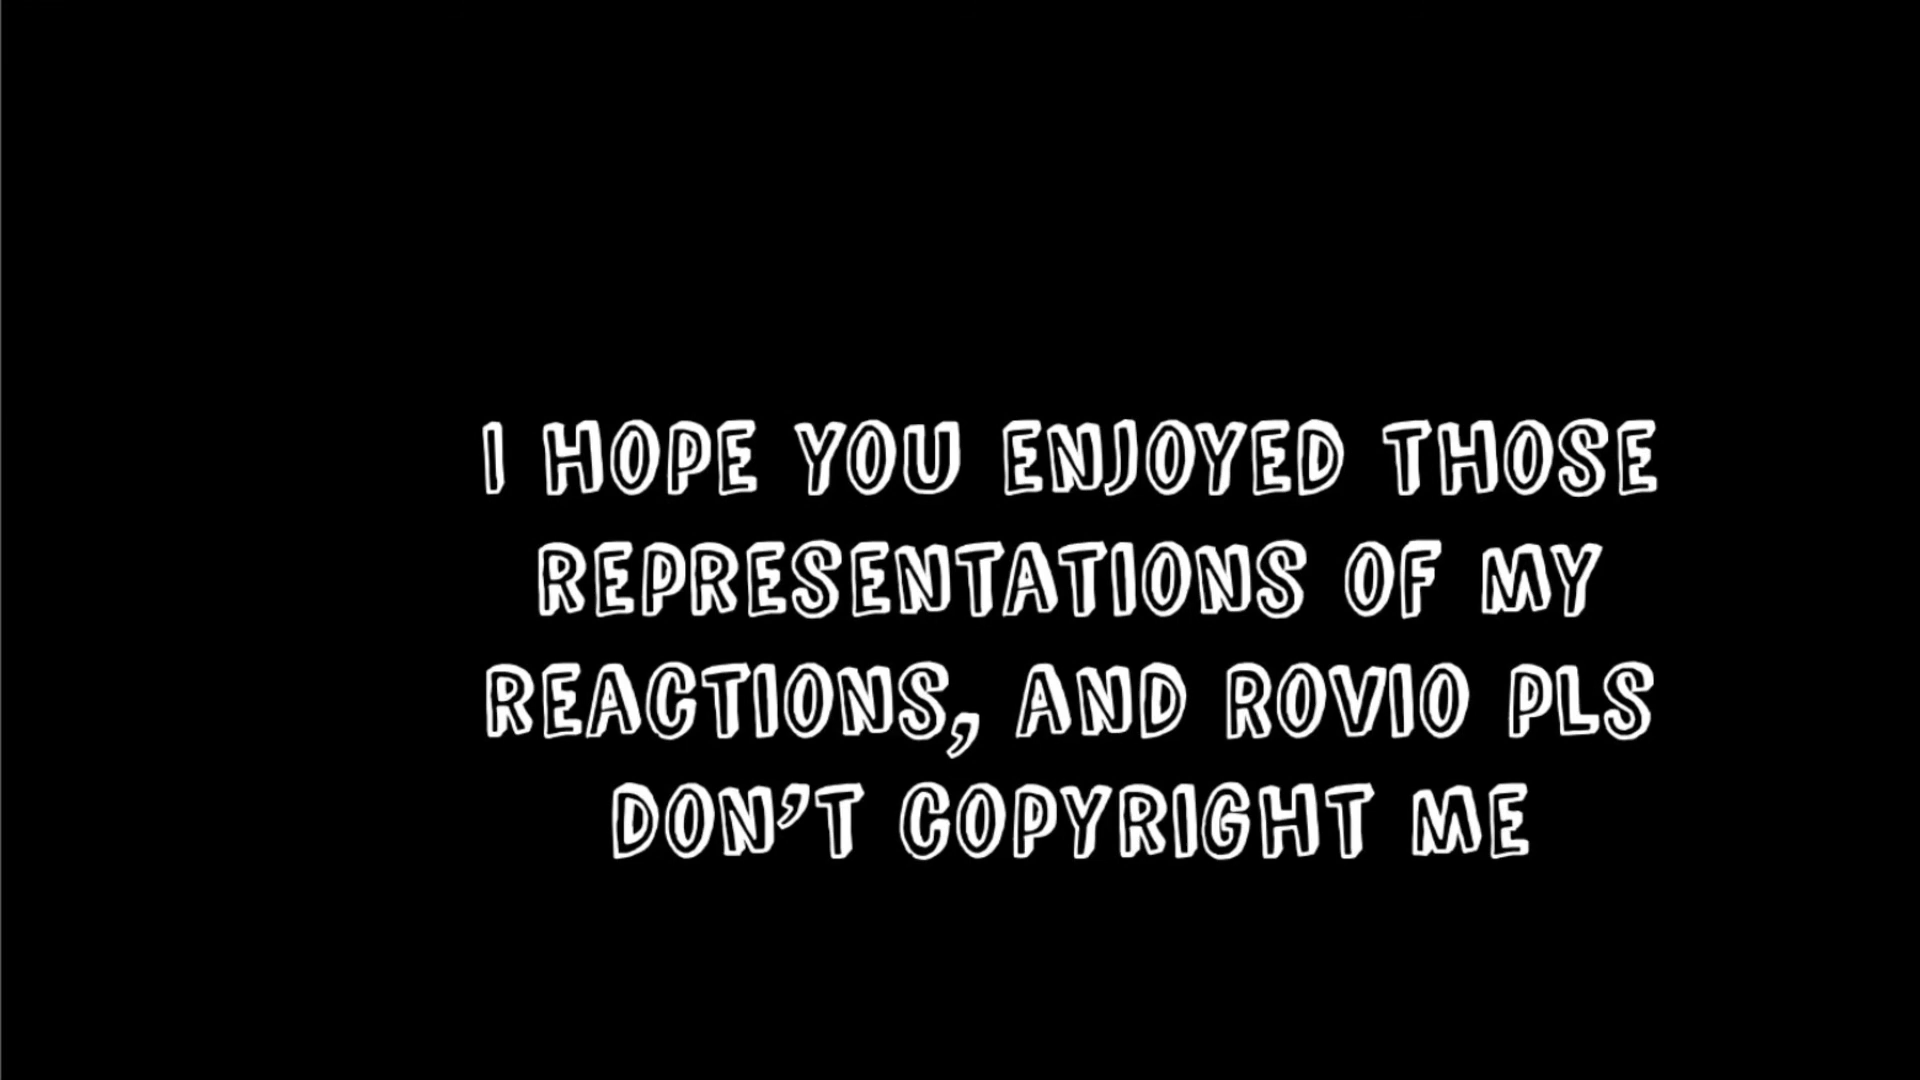 I HOPE YOU ENJOYED THOSE
REPRESENTATIONS OF MY
REACTIONS, AND ROVIO PLS
DON'T COPYRIGHT ME